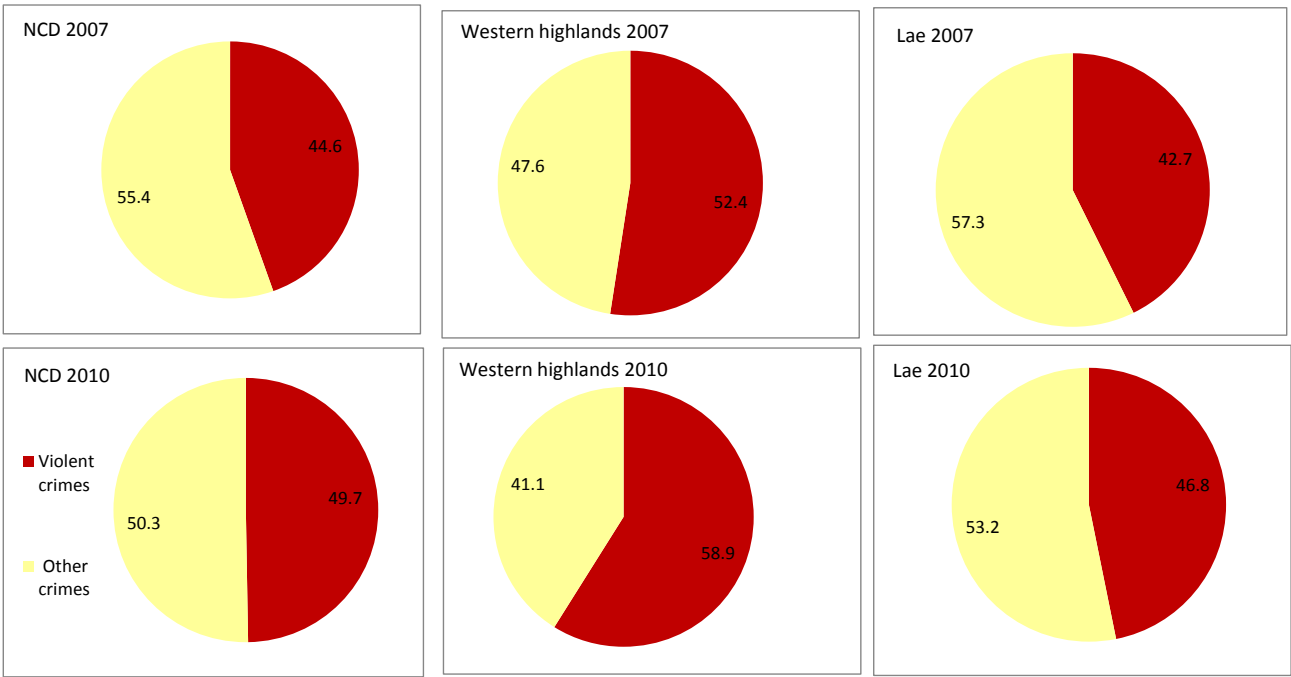 NCD 2007
44.6
55.4
Western highlands 2007
47.6
52.4
Lae 2007
42.7
57.3
NCD 2010
Violent
crimes
49.7
50.3
Other
crimes
Western highlands 2010
41.1
58.9
Lae 2010
46.8
53.2